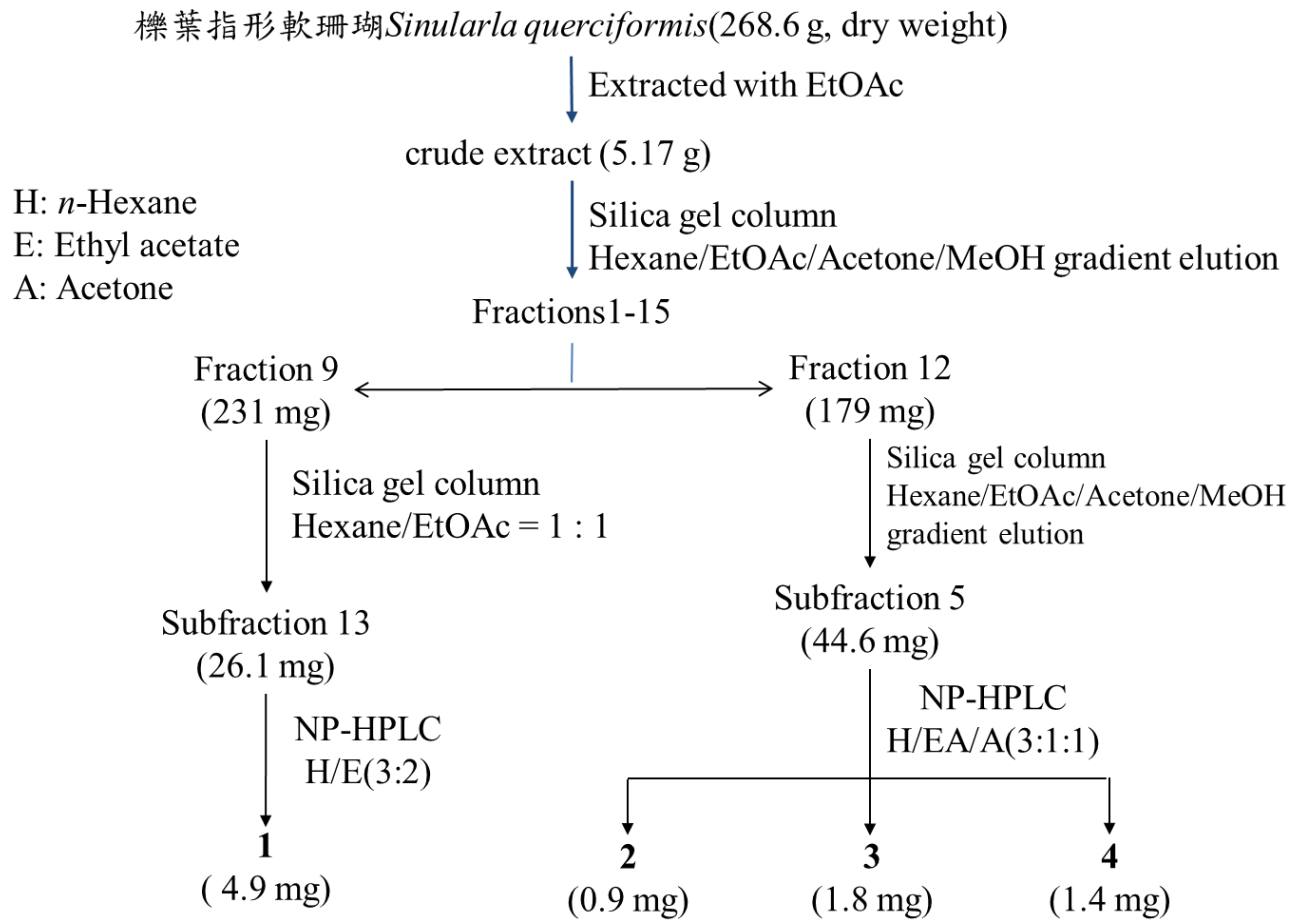 櫟葉指形軟珊瑚Sinularla querciformis(268.6 g, dry weight)
Extracted with EtOAc
crude extract (5.17 g)
H: n-Hexane
E: Ethyl acetate
A: Acetone
Silica gel column
Hexane/EtOAc/Acetone/MeOH gradient elution
Fractions1-15
Fraction 9
(231 mg)
Fraction 12
(179 mg)
Silica gel column
Hexane/EtOAc = 1 : 1
Silica gel column
Hexane/EtOAc/Acetone/MeOH
gradient elution
Subfraction 13
(26.1 mg)
Subfraction 5
(44.6 mg)
NP-HPLC
H/E(3:2)
NP-HPLC
H/EA/A(3:1:1)
1
( 4.9 mg)
2
(0.9 mg)
3
(1.8 mg)
4
(1.4 mg)